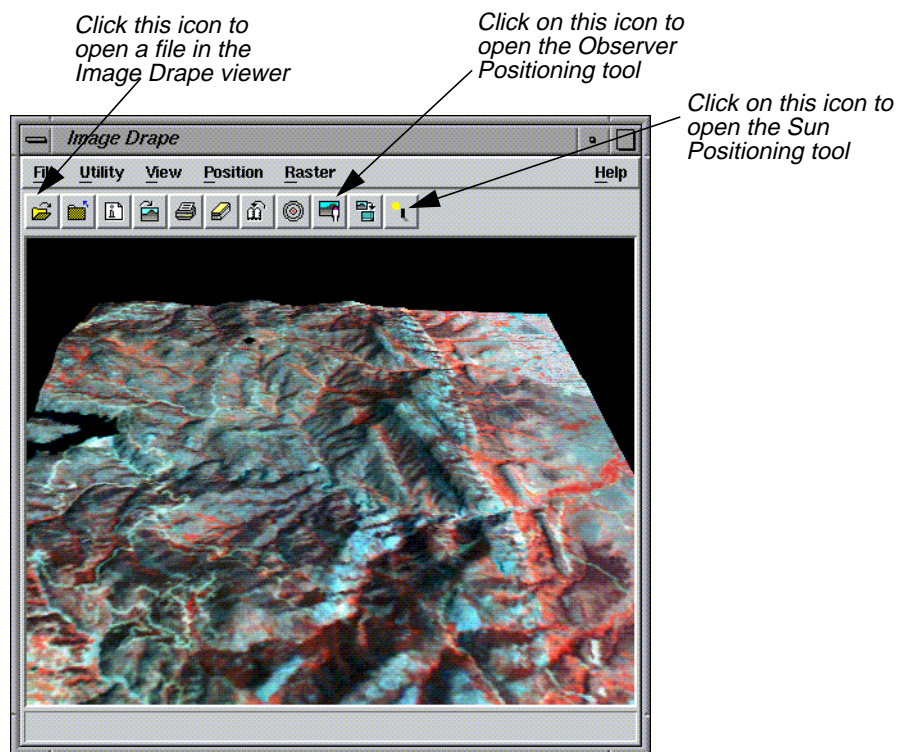 Click this icon to
open a file in the
Image Drape viewer
Click on this icon to
open the Observer
Positioning tool
Click on this icon to
open the Sun
Positioning tool
Image Drape
File Utility View Position Raster Help